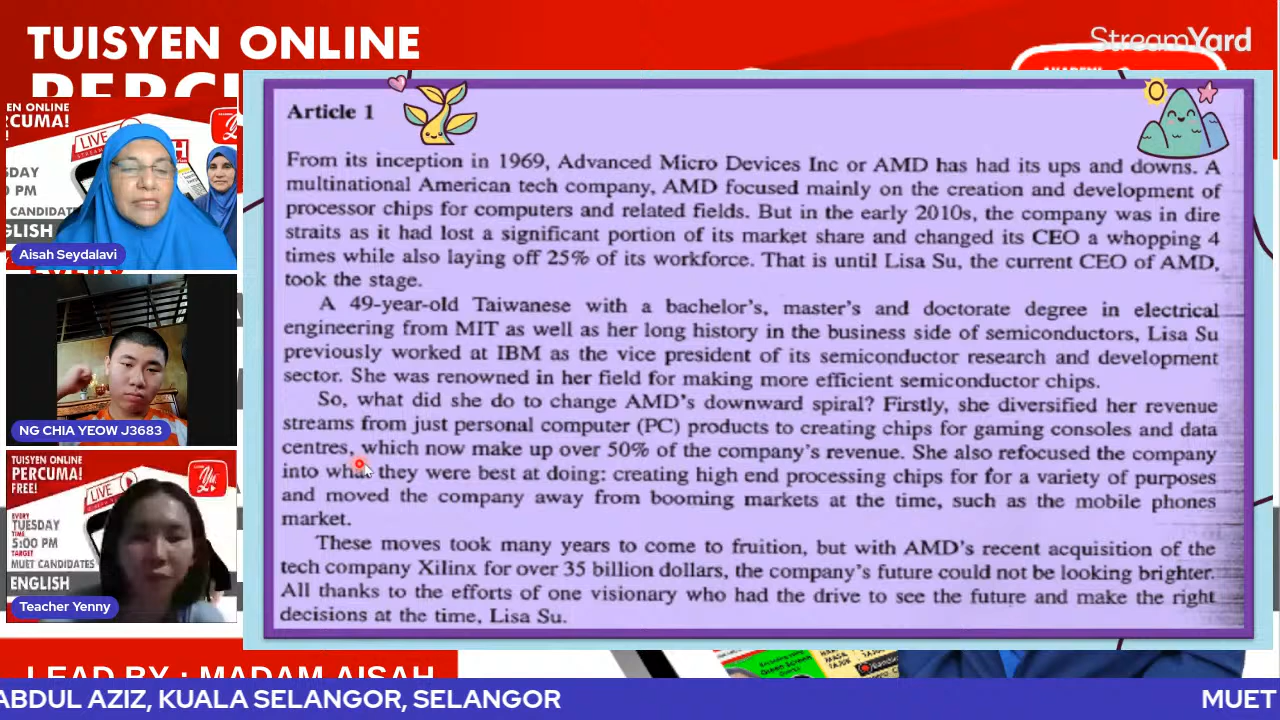 TUISYEN ONLINE
StreamYard
EN ONLINE
CUMA!
LIVE
SDAY
PM
CANDIDAT
GLISH
Aisah Seydalavi
NG CHIA YEOW J3683
TUISYEN ONLINE
PERCUMA!
FREE!
LIVE
EVERY
TUESDAY
TIME
5:00 PM
TARGET
MUET CANDIDATES
ENGLISH
Teacher Yenny
Article 1
From its inception in 1969, Advanced Micro Devices Inc or AMD has had its ups and downs. A
multinational American tech company, AMD focused mainly on the creation and development of
processor chips for computers and related fields. But in the early 2010s, the company was in dire
straits as it had lost a significant portion of its market share and changed its CEO a whopping 4
times while also laying off 25% of its workforce. That is until Lisa Su, the current CEO of AMD,
took the stage.
A 49-year-old Taiwanese with a bachelor's, master's and doctorate degree in electrical
engineering from MIT as well as her long history in the business side of semiconductors, Lisa Su
previously worked at IBM as the vice president of its semiconductor research and development
sector. She was renowned in her field for making more efficient semiconductor chips.
So, what did she do to change AMD's downward spiral? Firstly, she diversified her revenue
streams from just personal computer (PC) products to creating chips for gaming consoles and data
centres, which now make up over 50% of the company's revenue. She also refocused the company
into what they were best at doing: creating high end processing chips for for a variety of purposes
and moved the company away from booming markets at the time, such as the mobile phones
market.
These moves took many years to come to fruition, but with AMD's recent acquisition of the
tech company Xilinx for over 35 billion dollars, the company's future could not be looking brighter.
All thanks to the efforts of one visionary who had the drive to see the future and make the right
decisions at the time, Lisa Su.
LEAD BY : MADAM AISAH
ABDUL AZIZ, KUALA SELANGOR, SELANGOR
MUET